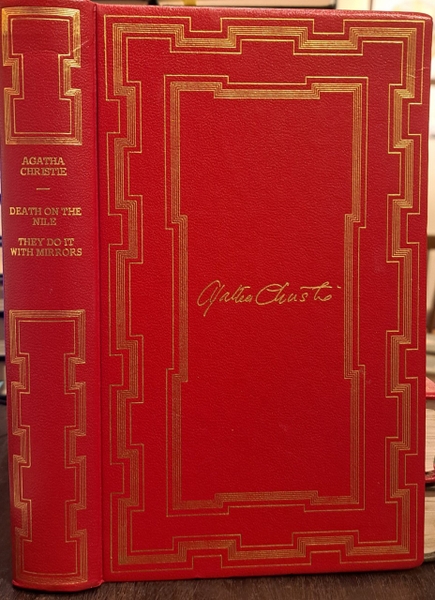 AGATHA
CHRISTIE
DEATH ON THE
NILE
THEY DO IT
WITH MIRRORS
Agatha Christie